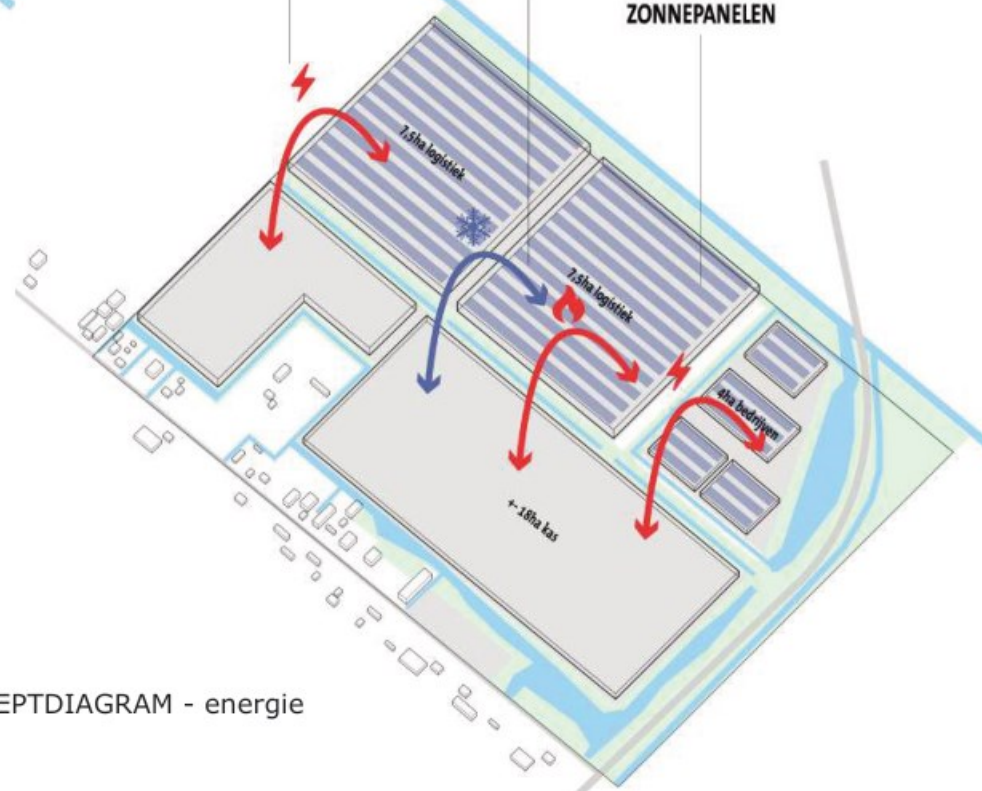 ZONNEPANELEN
7,5ha logistiek
7,5ha logistiek
4ha bedrijven
+- 18ha kas
EPTDIAGRAM - energie